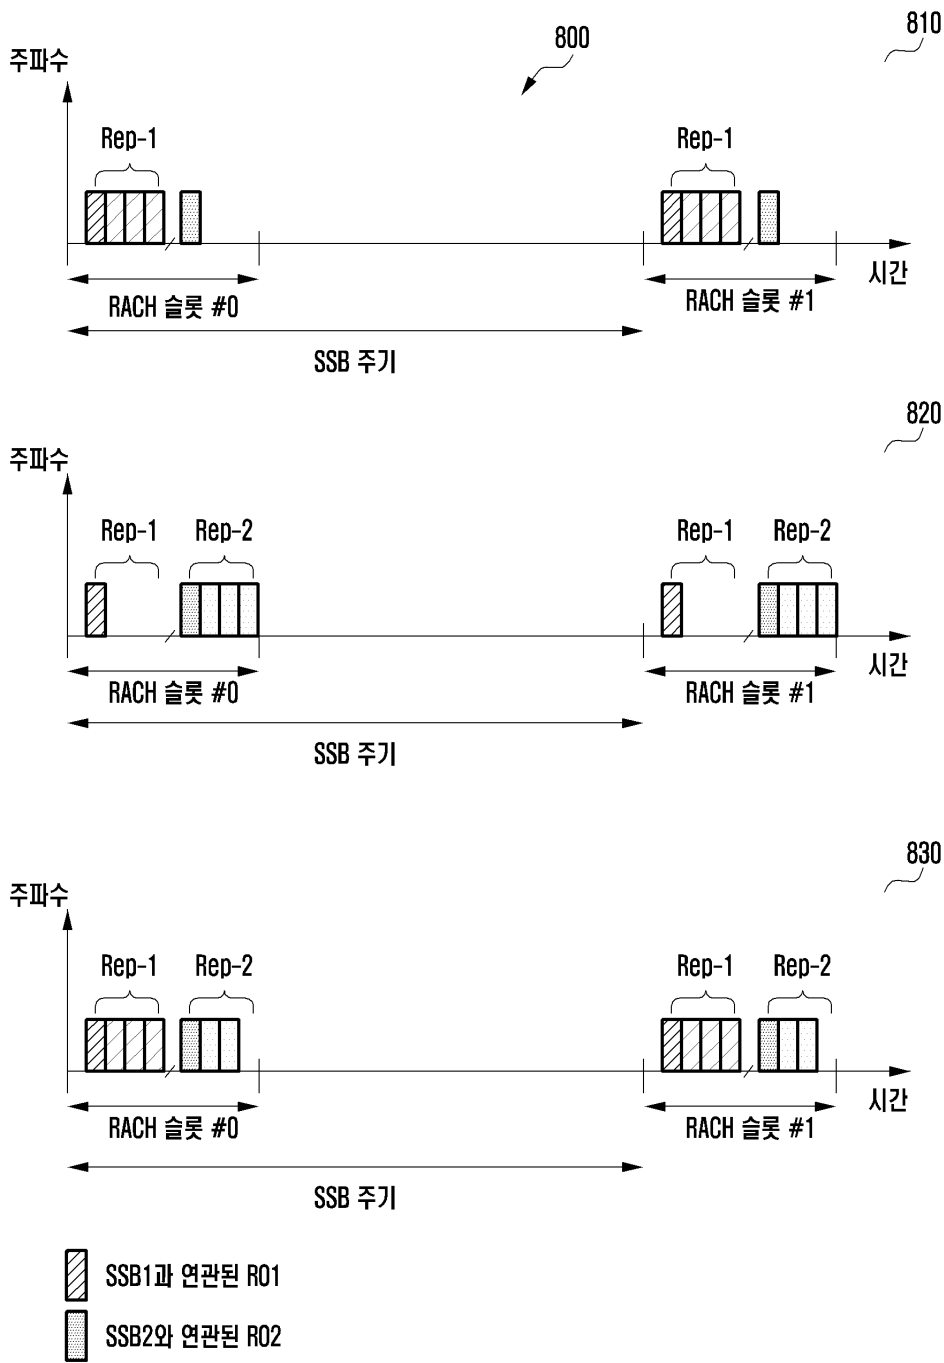 800
810
주파수
Rep-1
Rep-1
시간
RACH 슬롯 #0
RACH 슬롯 #1
SSB 주기
820
주파수
Rep-1
Rep-2
Rep-1
Rep-2
시간
RACH 슬롯 #0
RACH 슬롯 #1
SSB 주기
830
주파수
Rep-1
Rep-2
Rep-1
Rep-2
시간
RACH 슬롯 #0
RACH 슬롯 #1
SSB 주기
SSB1과 연관된 RO1
SSB2와 연관된 RO2